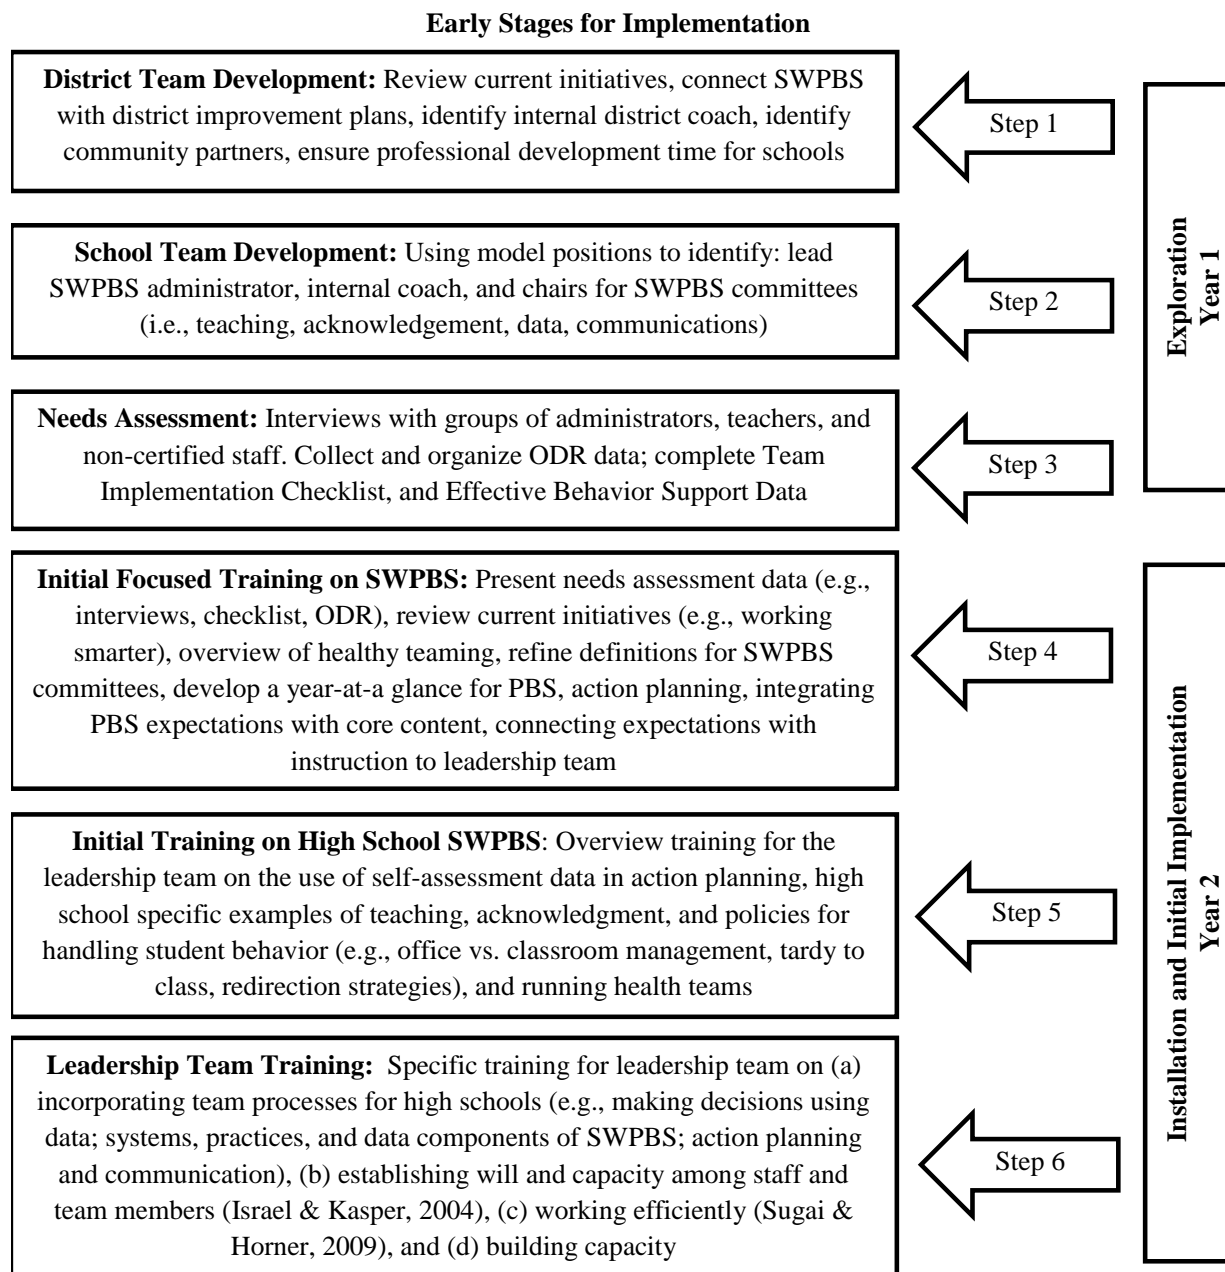 Early Stages for Implementation
District Team Development: Review current initiatives, connect SWPBS
with district improvement plans, identify internal district coach, identify
community partners, ensure professional development time for schools
Step 1
School Team Development: Using model positions to identify: lead
SWPBS administrator, internal coach, and chairs for SWPBS committees
(i.e., teaching, acknowledgement, data, communications)
Step 2
Needs Assessment: Interviews with groups of administrators, teachers, and
non-certified staff. Collect and organize ODR data; complete Team
Implementation Checklist, and Effective Behavior Support Data
Step 3
Exploration
Year 1
Initial Focused Training on SWPBS: Present needs assessment data (e.g.,
interviews, checklist, ODR), review current initiatives (e.g., working
smarter), overview of healthy teaming, refine definitions for SWPBS
committees, develop a year-at-a glance for PBS, action planning, integrating
PBS expectations with core content, connecting expectations with
instruction to leadership team
Step 4
Initial Training on High School SWPBS: Overview training for the
leadership team on the use of self-assessment data in action planning, high
school specific examples of teaching, acknowledgment, and policies for
handling student behavior (e.g., office vs. classroom management, tardy to
class, redirection strategies), and running health teams
Step 5
Leadership Team Training: Specific training for leadership team on (a)
incorporating team processes for high schools (e.g., making decisions using
data; systems, practices, and data components of SWPBS; action planning
and communication), (b) establishing will and capacity among staff and
team members (Israel & Kasper, 2004), (c) working efficiently (Sugai &
Horner, 2009), and (d) building capacity
Step 6
Installation and Initial Implementation
Year 2